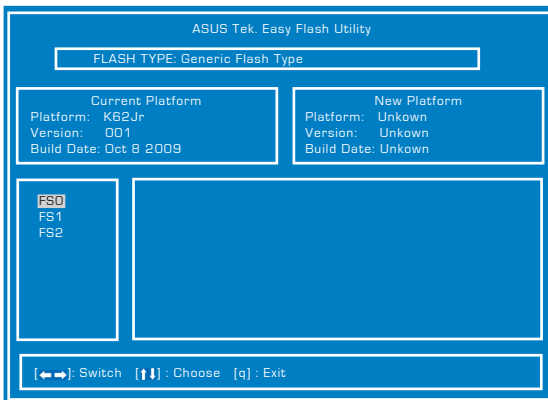 ASUS Tek. Easy Flash Utility
FLASH TYPE: Generic Flash Type
Current Platform
Platform: K62Jr
Version: 001
Build Date: Oct 8 2009
New Platform
Platform: Unkown
Version: Unkown
Build Date: Unkown
FS0
FS1
FS2
[←→]: Switch [↑↓] : Choose [q] : Exit